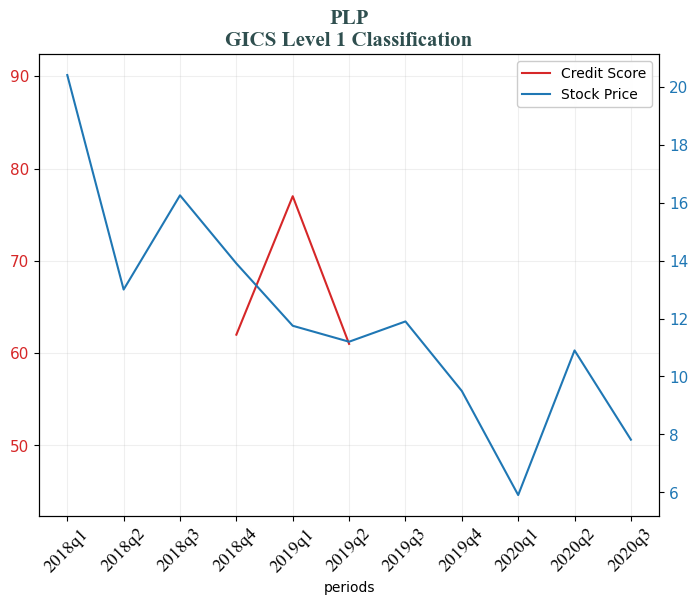 PLP
GICS Level 1 Classification
Credit Score
Stock Price
90
80
70
60
50
20
18
16
14
12
10
8
6
2018q1
2018q2
2018q3
2018q4
2019q1
2019q2
2019q3
2019q4
2020q1
2020q2
2020q3
periods